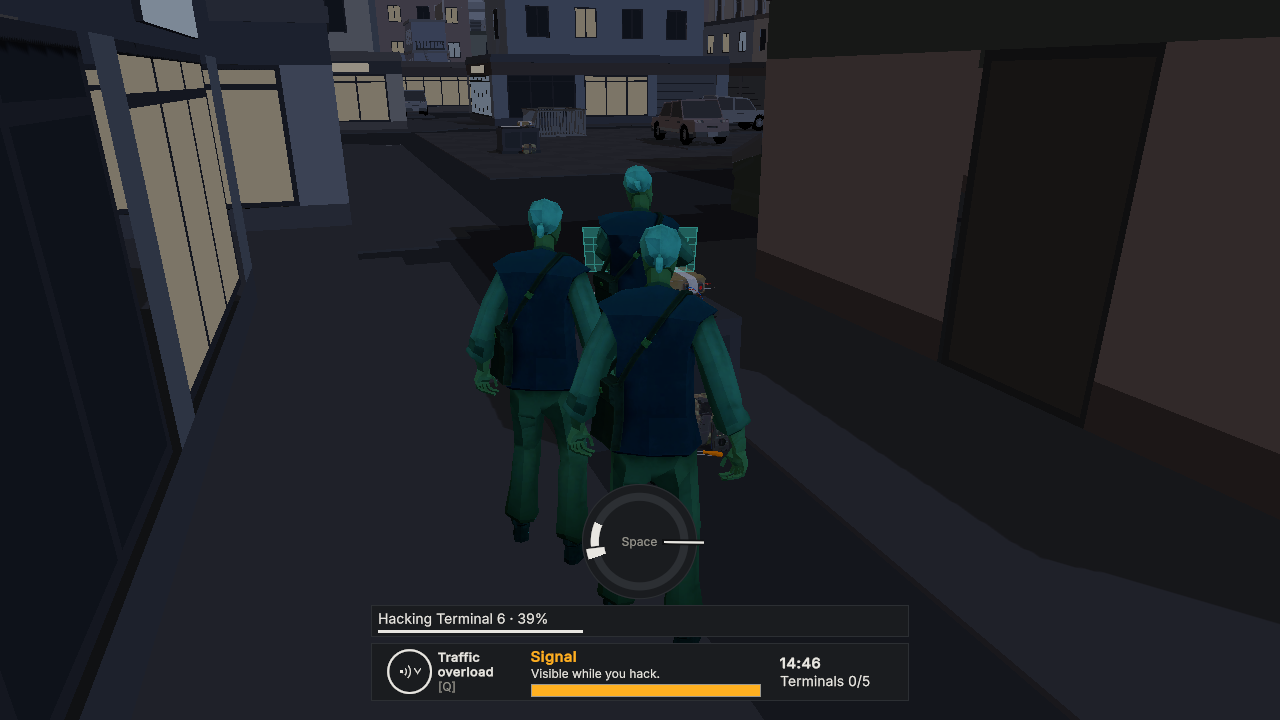 Space
Hacking Terminal 6 · 39%
Traffic
overload
[Q]
Signal
Visible while you hack.
14:46
Terminals 0/5